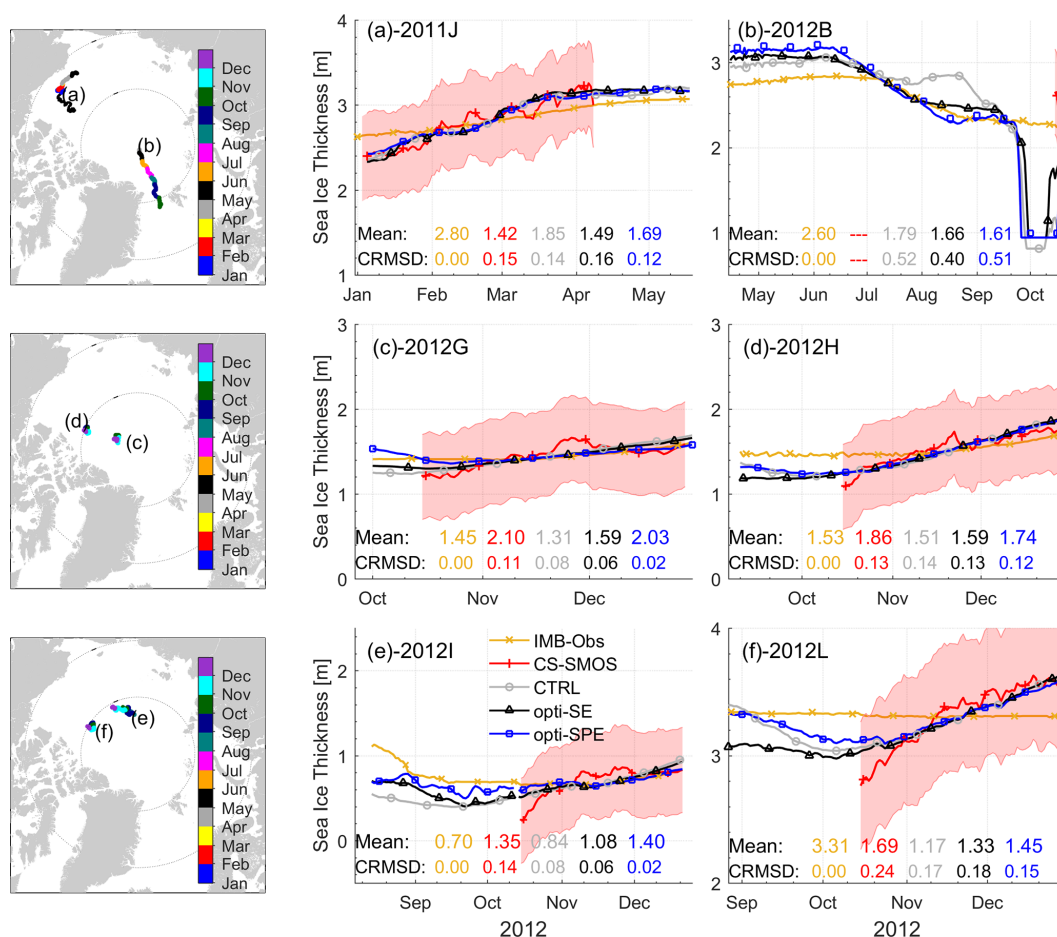 (a)
(b)
Dec
Nov
Oct
Sep
Aug
Jul
Jun
May
Apr
Mar
Feb
Jan
Sea Ice Thickness [m]
4
3
2
1
(a)-2011J
Mean: 2.80 1.42 1.85 1.49 1.69
CRMSD: 0.00 0.15 0.14 0.16 0.12
Jan Feb Mar Apr May
4
3
2
1
(b)-2012B
Mean: 2.60 --- 1.79 1.66 1.61
CRMSD: 0.00 --- 0.52 0.40 0.51
May Jun Jul Aug Sep Oct
(d)
(c)
Dec
Nov
Oct
Sep
Aug
Jul
Jun
May
Apr
Mar
Feb
Jan
Sea Ice Thickness [m]
3
2
1
0
(c)-2012G
Mean: 1.45 2.10 1.31 1.59 2.03
CRMSD: 0.00 0.11 0.08 0.06 0.02
Oct Nov Dec
3
2
1
0
(d)-2012H
Mean: 1.53 1.86 1.51 1.59 1.74
CRMSD: 0.00 0.13 0.14 0.13 0.12
Oct Nov Dec
(e)
(f)
Dec
Nov
Oct
Sep
Aug
Jul
Jun
May
Apr
Mar
Feb
Jan
Sea Ice Thickness [m]
2
1
0
(e)-2012I
IMB-Obs
CS-SMOS
CTRL
opti-SE
opti-SPE
Mean: 0.70 1.35 0.84 1.08 1.40
CRMSD: 0.00 0.14 0.08 0.06 0.02
Sep Oct Nov Dec
2012
4
3
2
(f)-2012L
Mean: 3.31 1.69 1.17 1.33 1.45
CRMSD: 0.00 0.24 0.17 0.18 0.15
Sep Oct Nov Dec
2012